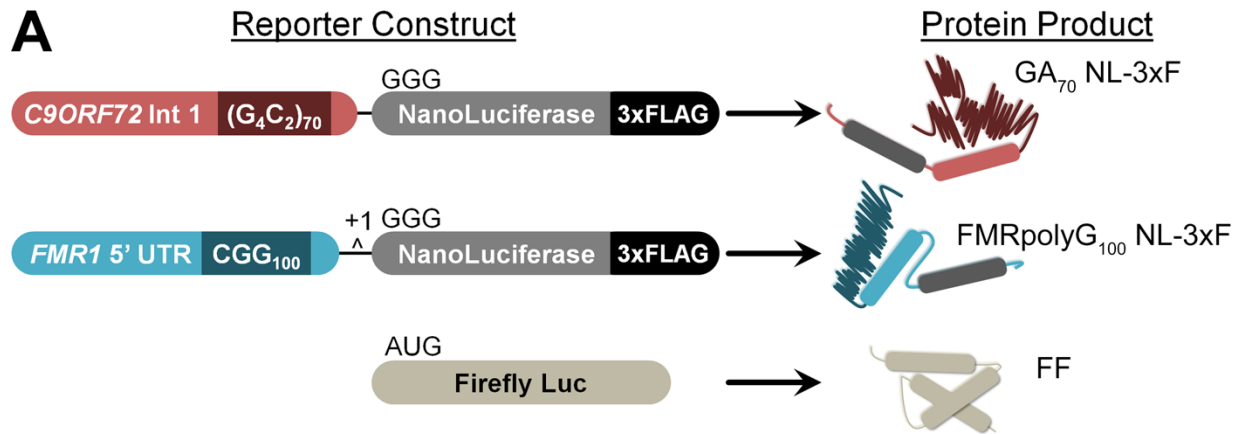 A
Reporter Construct
Protein Product
GGG
C9ORF72 Int 1 (G₄C₂)₇₀ NanoLuciferase 3xFLAG
GA₇₀ NL-3xF
+1 GGG
^
FMR1 5’ UTR CGG₁₀₀ NanoLuciferase 3xFLAG
FMRpolyG₁₀₀ NL-3xF
AUG
Firefly Luc
FF